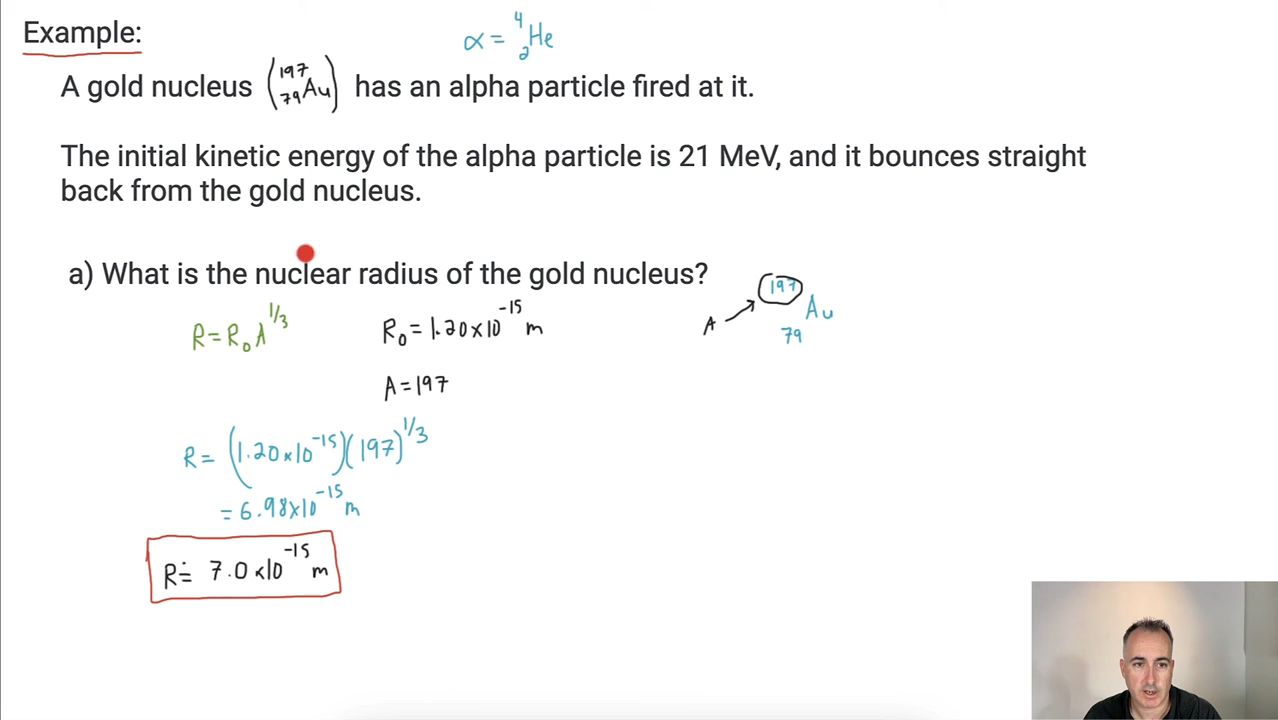 Example:
α = ⁴₂He
A gold nucleus (¹⁹⁷₇₉Au) has an alpha particle fired at it.
The initial kinetic energy of the alpha particle is 21 MeV, and it bounces straight
back from the gold nucleus.
a) What is the nuclear radius of the gold nucleus?
R = R₀A^1/3
R₀ = 1.20×10⁻¹⁵ m
A → ¹⁹⁷₇₉Au
A = 197
R = (1.20×10⁻¹⁵)(197)^1/3
= 6.98×10⁻¹⁵ m
R ≐ 7.0×10⁻¹⁵ m